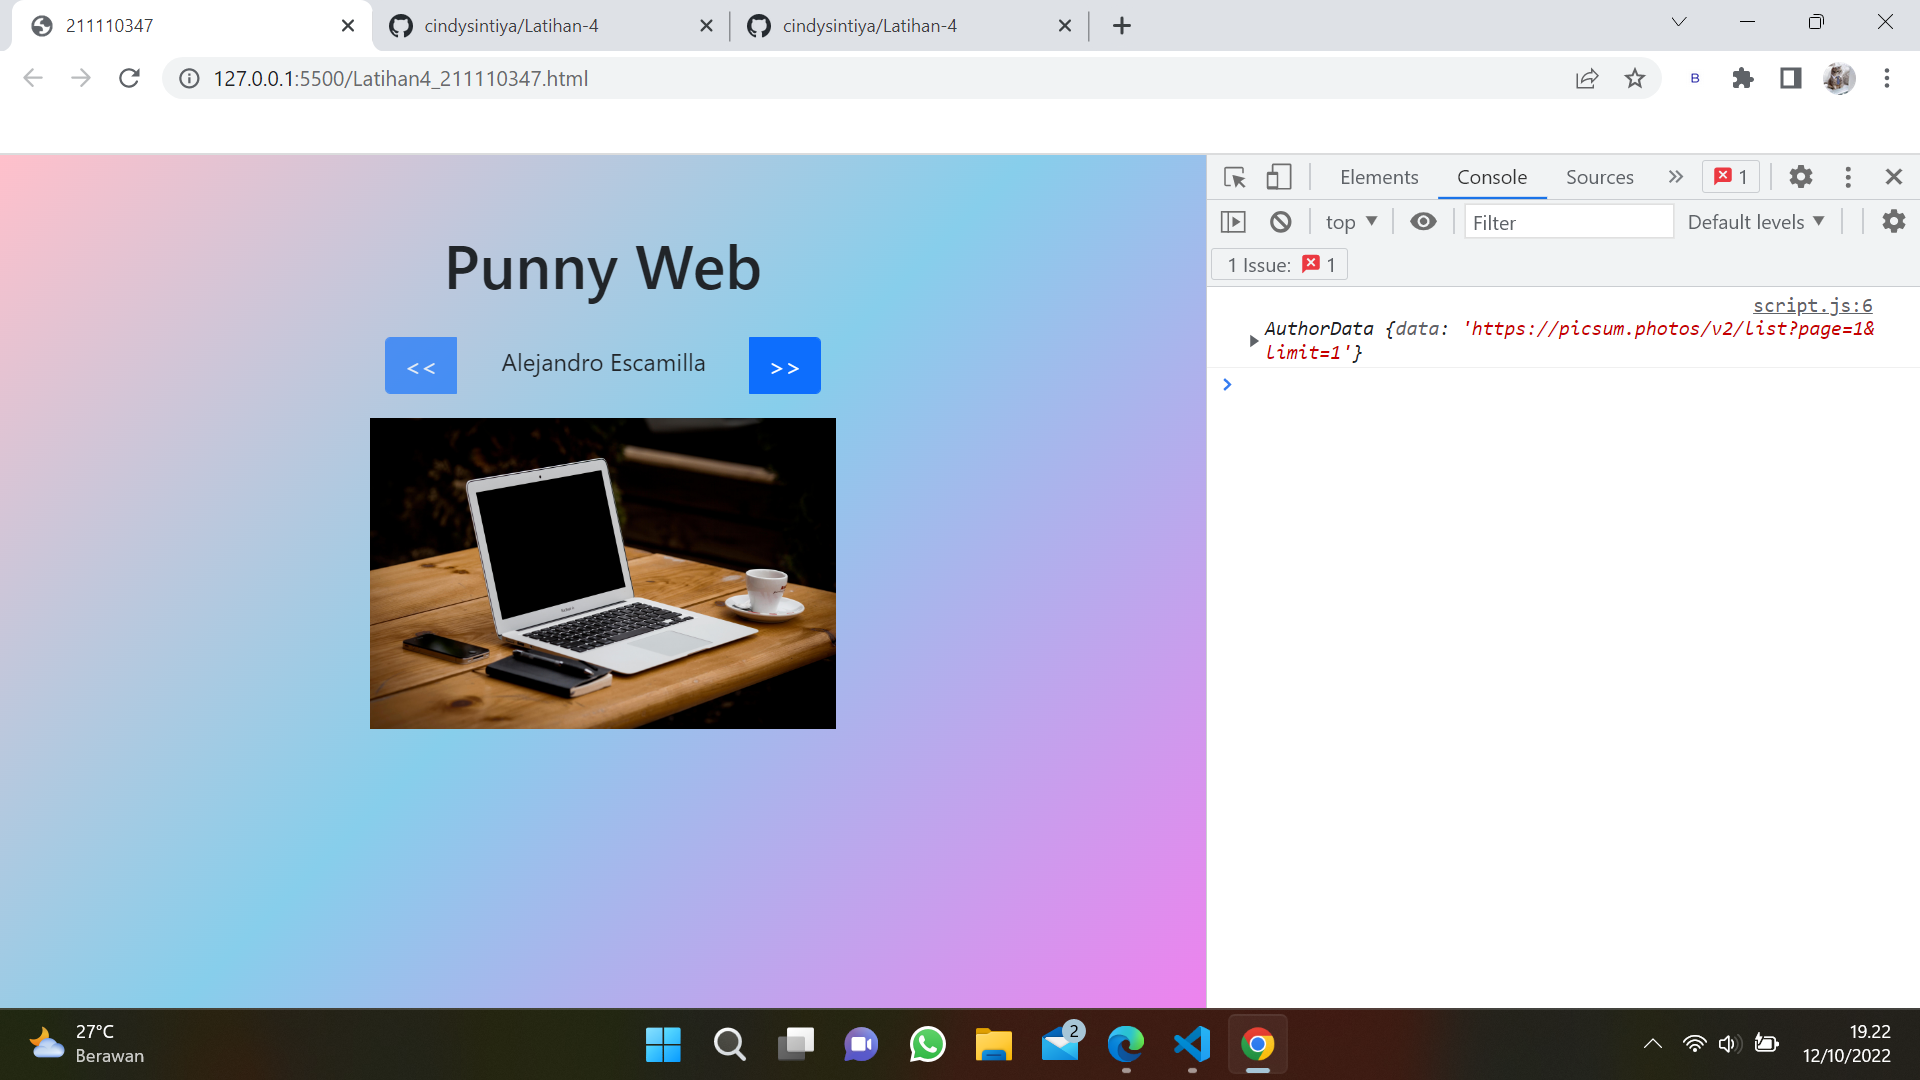 211110347
cindysintiya/Latihan-4
cindysintiya/Latihan-4
127.0.0.1:5500/Latihan4_211110347.html
B
Elements
Console
Sources
1
top
Filter
Default levels
1 Issue:
1
script.js:6
AuthorData {data: 'https://picsum.photos/v2/list?page=1&
limit=1'}
Punny Web
<<
Alejandro Escamilla
>>
27°C
Berawan
2
19.22
12/10/2022